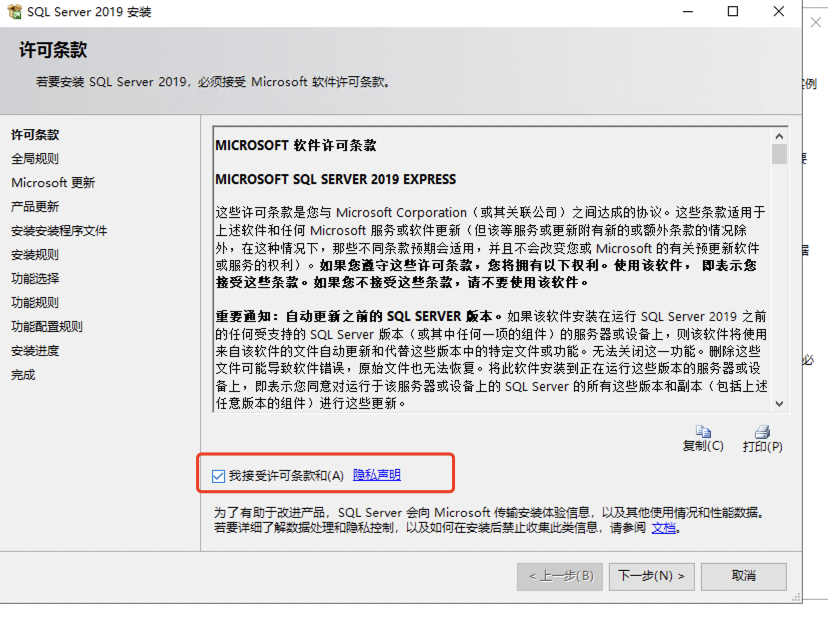 SQL Server 2019 安装
许可条款
若要安装 SQL Server 2019，必须接受 Microsoft 软件许可条款。
许可条款
全局规则
Microsoft 更新
产品更新
安装安装程序文件
安装规则
功能选择
功能规则
功能配置规则
安装进度
完成
MICROSOFT 软件许可条款
MICROSOFT SQL SERVER 2019 EXPRESS
这些许可条款是您与 Microsoft Corporation（或其关联公司）之间达成的协议。这些条款适用于
上述软件和任何 Microsoft 服务或软件更新（但该等服务或更新附有新的或额外条款的情况除
外，在这种情况下，那些不同条款预期会适用，并且不会改变您或 Microsoft 的有关预更新软件
或服务的权利）。如果您遵守这些许可条款，您将拥有以下权利。使用该软件， 即表示您
接受这些条款。如果您不接受这些条款，请不要使用该软件。
重要通知：自动更新之前的 SQL SERVER 版本。如果该软件安装在运行 SQL Server 2019 之前
的任何受支持的 SQL Server 版本（或其中任何一项的组件）的服务器或设备上，则该软件将使用
来自该软件的文件自动更新和代替这些版本中的特定文件或功能。无法关闭这一功能。删除这些
文件可能导致软件错误，原始文件也无法恢复。将此软件安装到正在运行这些版本的服务器或设
备上，即表示您同意对运行于该服务器或设备上的 SQL Server 的所有这些版本和副本（包括上述
任意版本的组件）进行这些更新。
复制(C)
打印(P)
我接受许可条款和(A) 隐私声明
为了有助于改进产品，SQL Server 会向 Microsoft 传输安装体验信息，以及其他使用情况和性能数据。
若要详细了解数据处理和隐私控制，以及如何在安装后禁止收集此类信息，请参阅 文档。
< 上一步(B)
下一步(N) >
取消
例
要
据
必